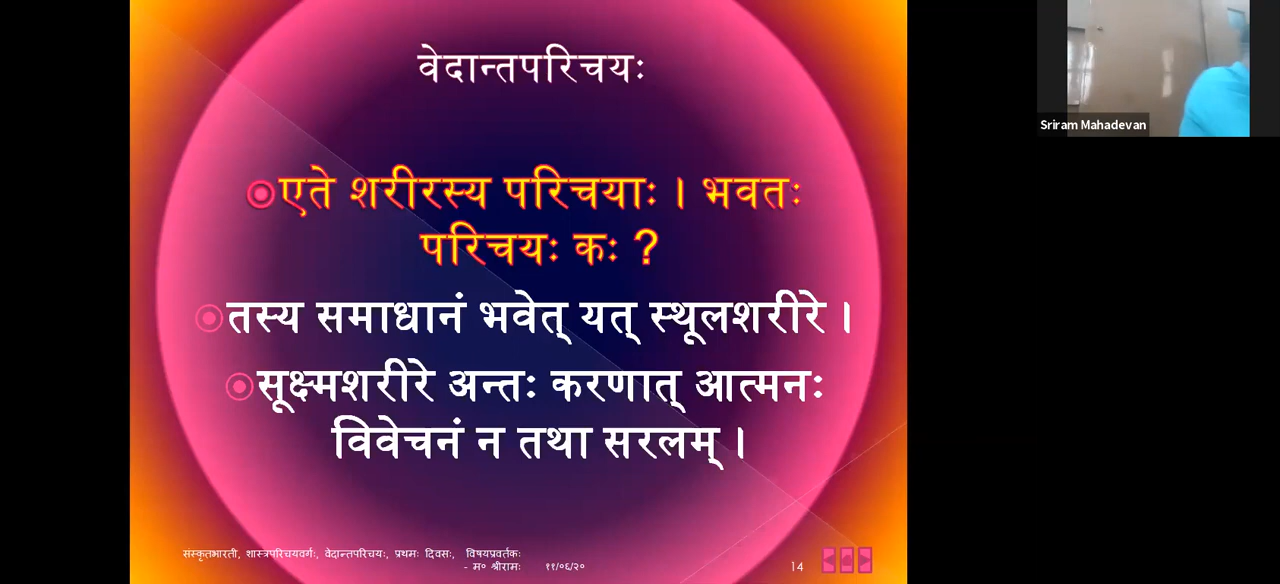 वेदान्तपरिचयः
एते शरीरस्य परिचयाः । भवतः
परिचयः कः ?
तस्य समाधानं भवेत् यत् स्थूलशरीरे ।
सूक्ष्मशरीरे अन्तः करणात् आत्मनः
विवेचनं न तथा सरलम् ।
संस्कृतभारती, शास्त्रपरिचयवर्गः, वेदान्तपरिचयः, प्रथमः दिवसः, विषयप्रवर्तकः
- म० श्रीरामः ११/०६/२०
14
Sriram Mahadevan